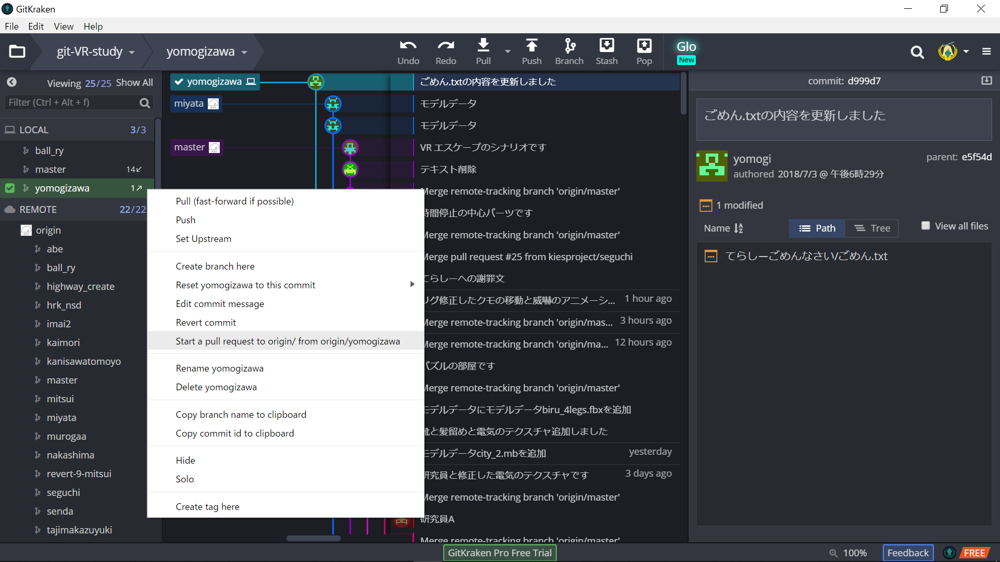 GitKraken
File Edit View Help
git-VR-study yomogizawa Undo Redo Pull Push Branch Stash Pop Glo
New
Viewing 25/25 Show All
Filter (Ctrl + Alt + f)
LOCAL 3/3
ball_ry
master 14
yomogizawa 1
REMOTE 22/22
origin
abe
ball_ry
highway_create
hrk_nsd
imai2
kaimori
kanisawatomoyo
master
mitsui
miyata
murogaa
nakashima
revert-9-mitsui
seguchi
senda
tajimakazuyuki
yomogizawa
miyata
master
Pull (fast-forward if possible)
Push
Set Upstream
Create branch here
Reset yomogizawa to this commit
Edit commit message
Revert commit
Start a pull request to origin/ from origin/yomogizawa
Rename yomogizawa
Delete yomogizawa
Copy branch name to clipboard
Copy commit id to clipboard
Hide
Solo
Create tag here
ごめん.txtの内容を更新しました
モデルデータ
モデルデータ
VR エスケープのシナリオです
テキスト削除
Merge remote-tracking branch 'origin/master'
時間停止の中心パーツです
Merge remote-tracking branch 'origin/master'
Merge pull request #25 from kiesproject/seguchi
てらしーへの謝罪文
リグ修正したクモの移動と威嚇のアニメーシ... 1 hour ago
Merge remote-tracking branch 'origin/mas... 3 hours ago
Merge remote-tracking branch 'origin/ma... 12 hours ago
パズルの部屋です
Merge remote-tracking branch 'origin/master'
モデルデータにモデルデータbiru_4legs.fbxを追加
靴と髪留めと電気のテクスチャ追加しました
モデルデータcity_2.mbを追加 yesterday
研究員と修正した電気のテクスチャです 3 days ago
Merge remote-tracking branch 'origin/master'
研究員A
Merge remote-tracking branch 'origin/master'
commit: d999d7
ごめん.txtの内容を更新しました
yomogi
authored 2018/7/3 @ 午後6時29分
parent: e5f54d
1 modified
Name Path Tree View all files
てらしーごめんなさい/ごめん.txt
GitKraken Pro Free Trial 100% Feedback FREE